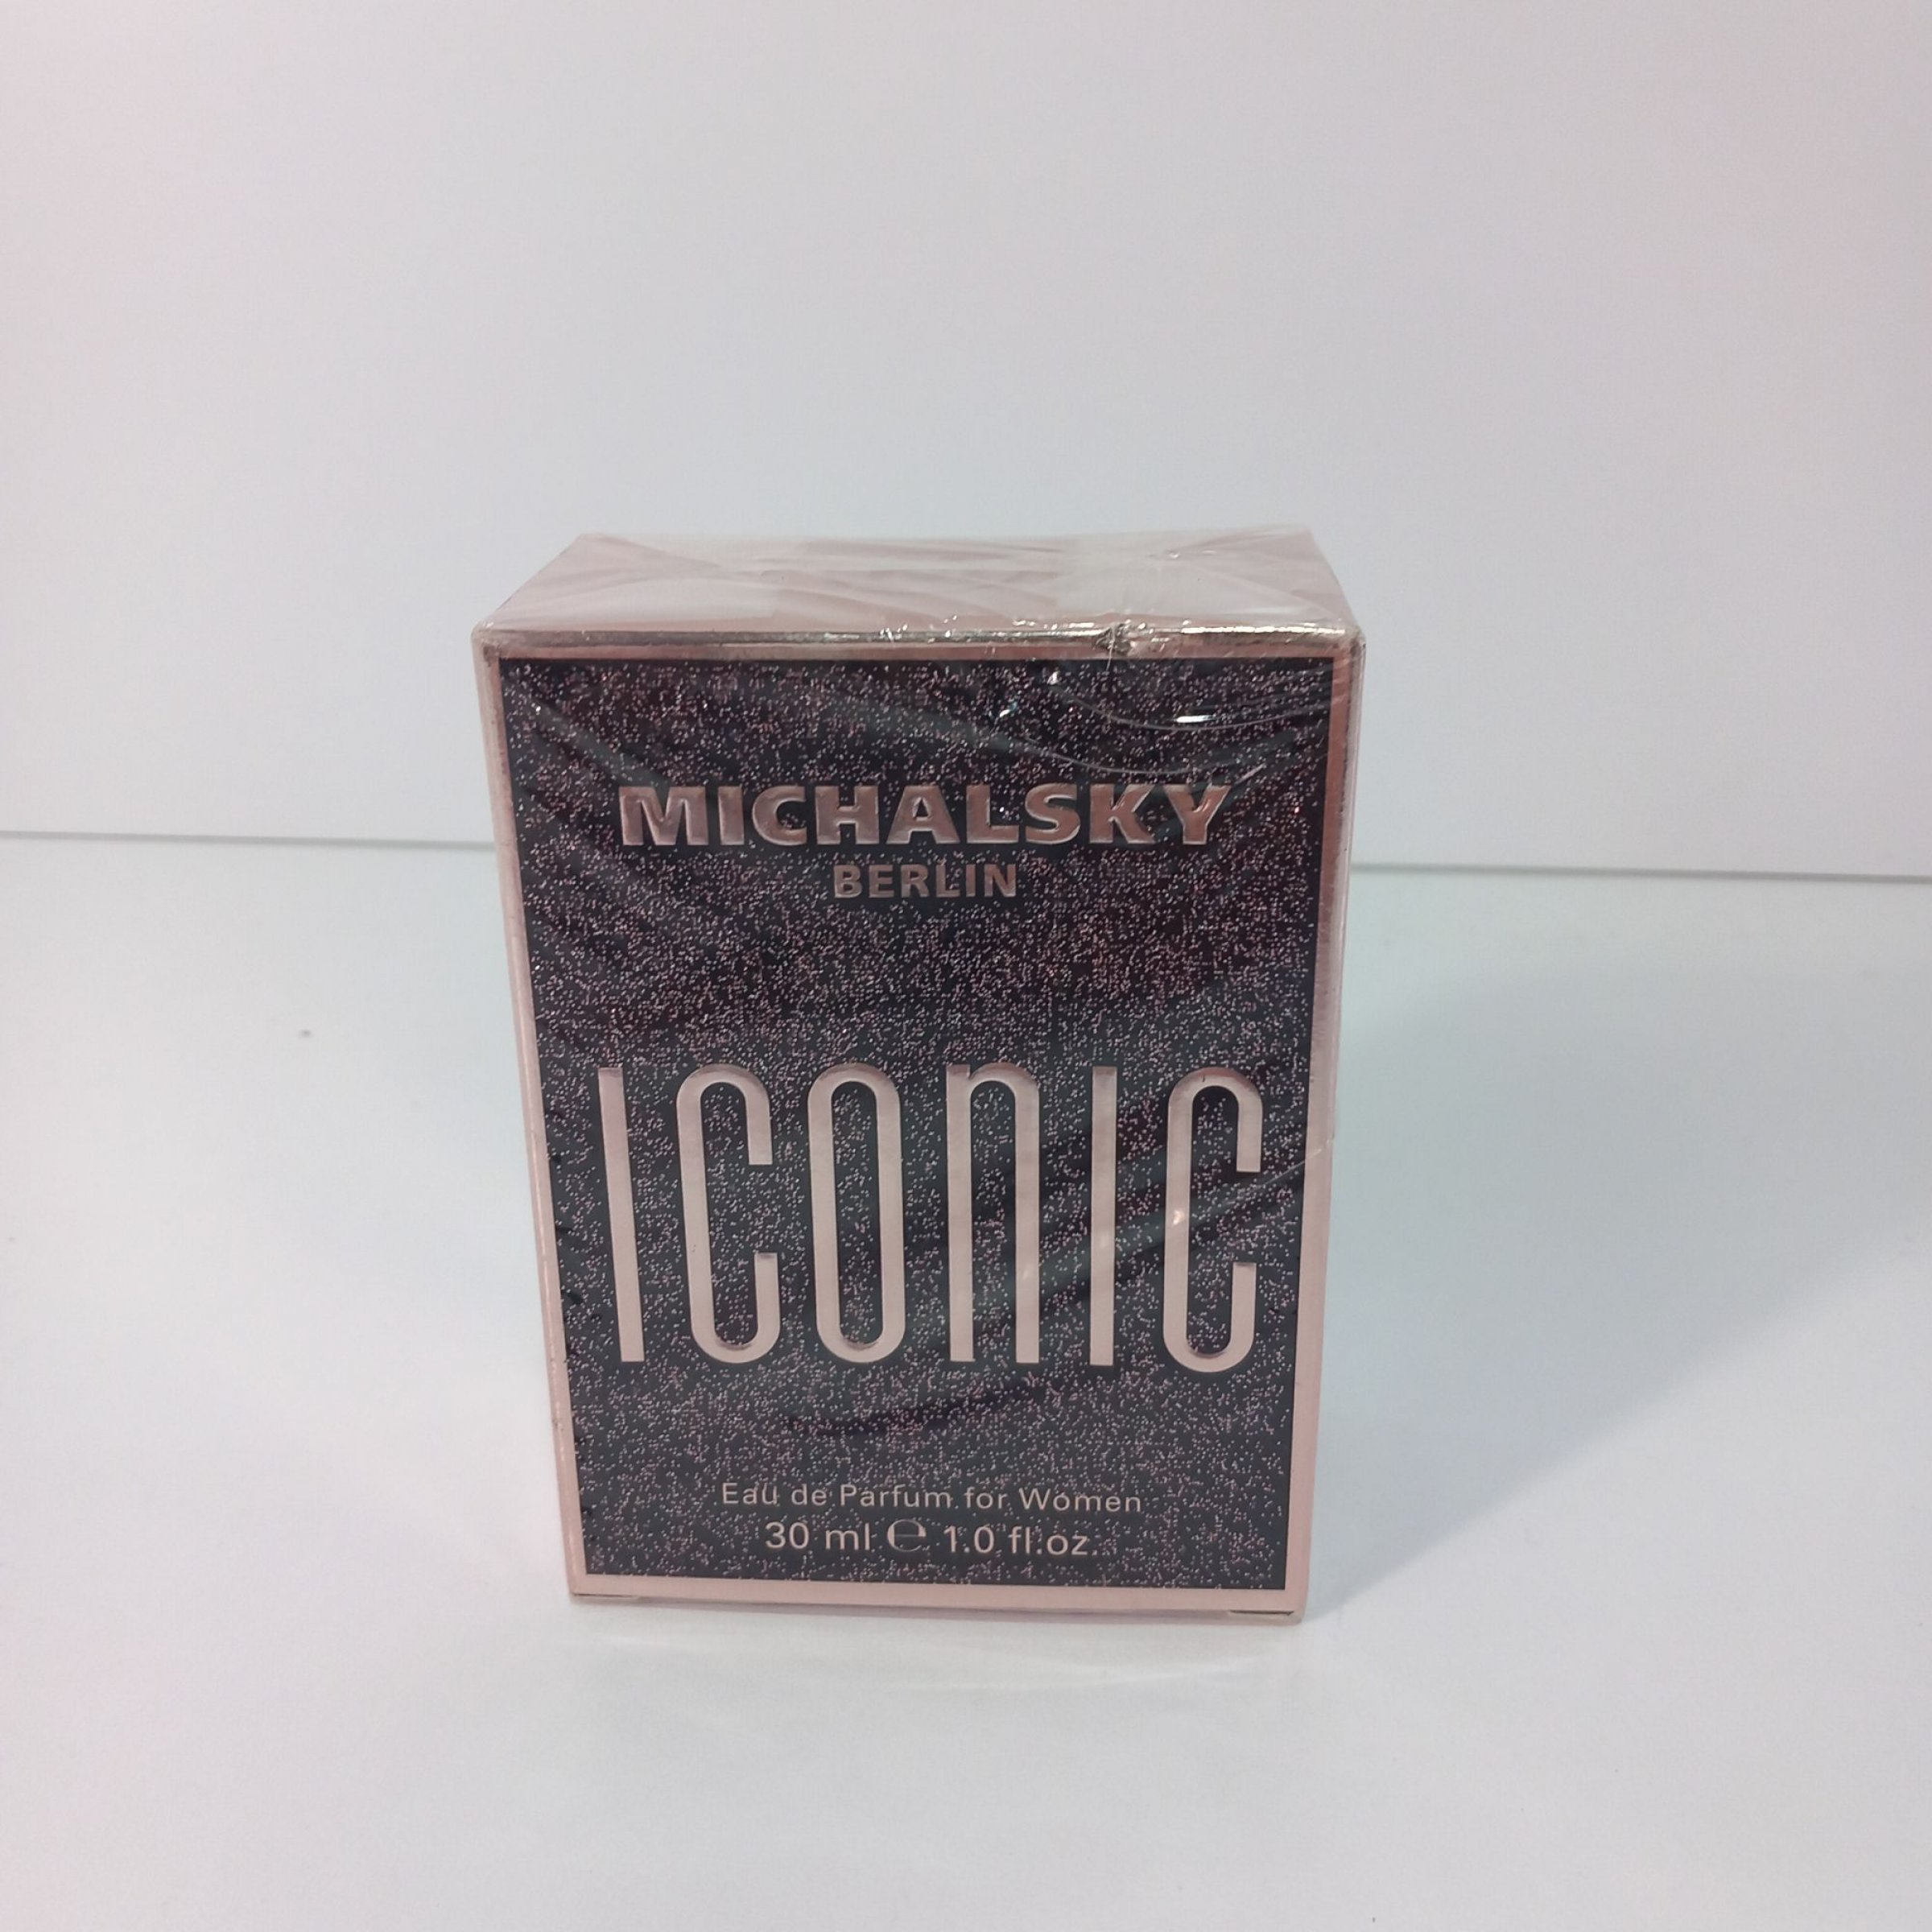 MICHALSKY
BERLIN
ICONIC
Eau de Parfum for Women
30 ml ℮ 1.0 fl.oz.